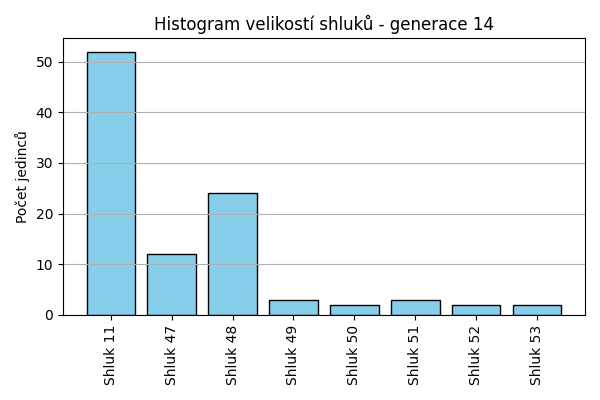 Histogram velikostí shluků - generace 14
Počet jedinců
50
40
30
20
10
0
Shluk 11
Shluk 47
Shluk 48
Shluk 49
Shluk 50
Shluk 51
Shluk 52
Shluk 53